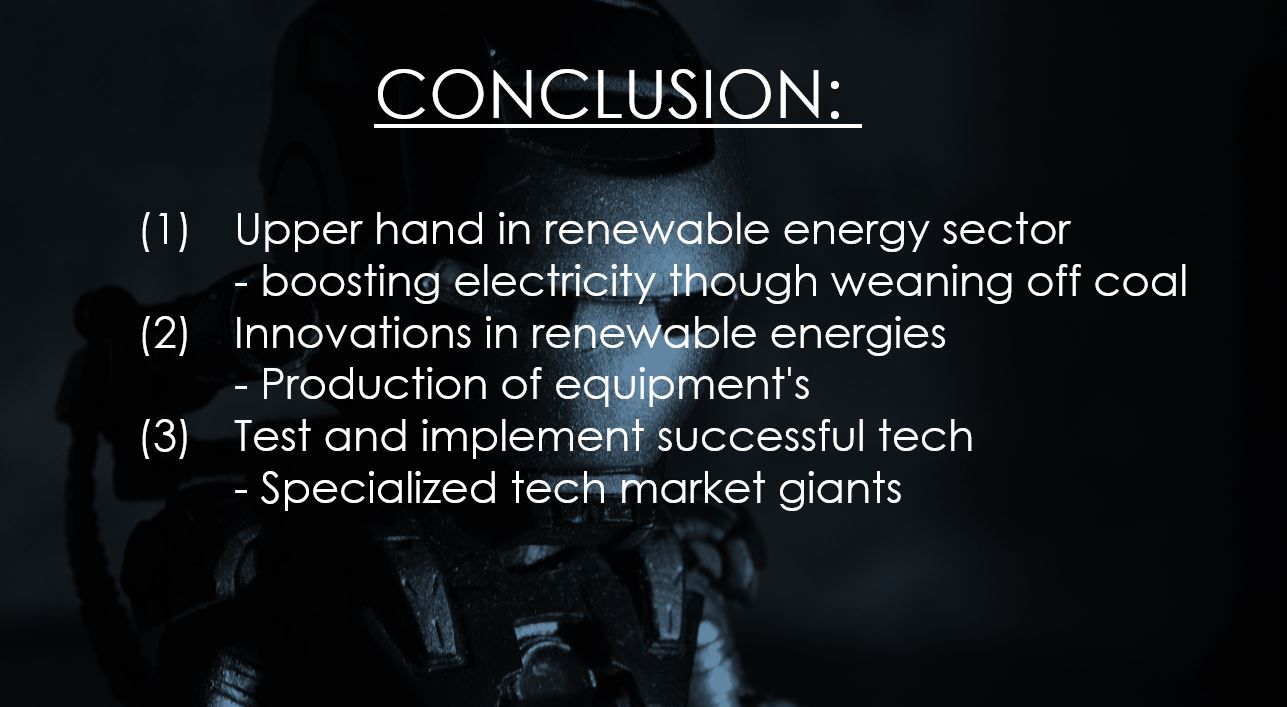 CONCLUSION:
(1) Upper hand in renewable energy sector
- boosting electricity though weaning off coal
(2) Innovations in renewable energies
- Production of equipment's
(3) Test and implement successful tech
- Specialized tech market giants